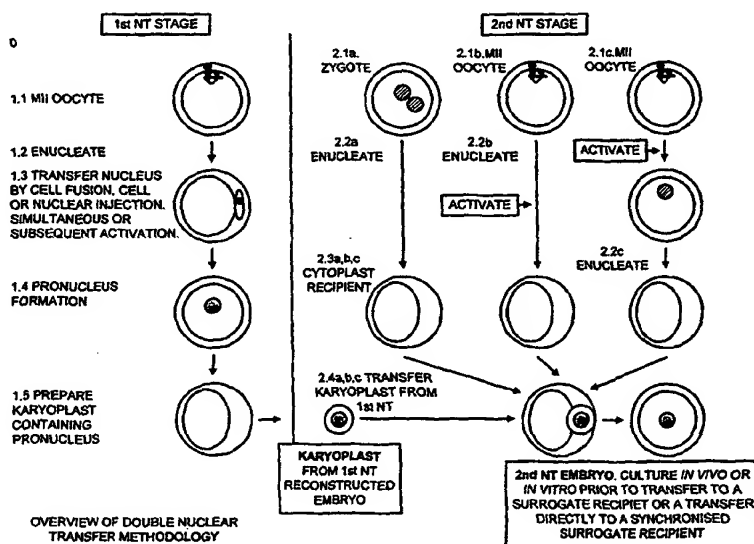 1st NT STAGE
2nd NT STAGE
D
1.1 MII OOCYTE
1.2 ENUCLEATE
1.3 TRANSFER NUCLEUS
BY CELL FUSION, CELL
OR NUCLEAR INJECTION.
SIMULTANEOUS OR
SUBSEQUENT ACTIVATION.
1.4 PRONUCLEUS
FORMATION
1.5 PREPARE
KARYOPLAST
CONTAINING
PRONUCLEUS
OVERVIEW OF DOUBLE NUCLEAR
TRANSFER METHODOLOGY
2.1a.
ZYGOTE
2.1b.MII
OOCYTE
2.1c.MII
OOCYTE
2.2a
ENUCLEATE
2.2b
ENUCLEATE
ACTIVATE
ACTIVATE
2.2c
ENUCLEATE
2.3a,b,c
CYTOPLAST
RECIPIENT
2.4a,b,c TRANSFER
KARYOPLAST FROM
1st NT
KARYOPLAST
FROM 1st NT
RECONSTRUCTED
EMBRYO
2nd NT EMBRYO. CULTURE IN VIVO OR
IN VITRO PRIOR TO TRANSFER TO A
SURROGATE RECIPIET OR A TRANSFER
DIRECTLY TO A SYNCHRONISED
SURROGATE RECIPIENT